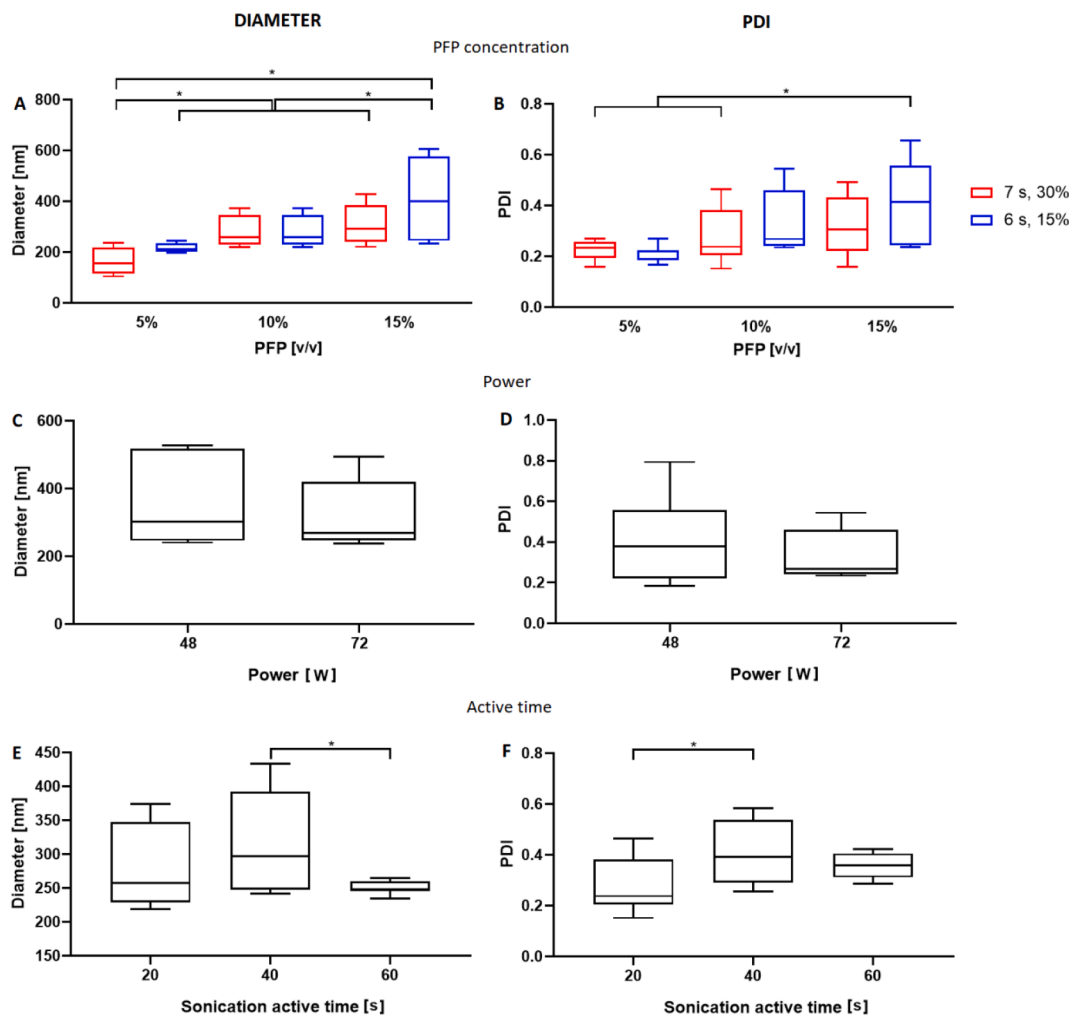 DIAMETER PDI
PFP concentration
A
*
*
*
Diameter [nm]
800
600
400
200
0
5% 10% 15%
PFP [v/v]
B
*
PDI
0.8
0.6
0.4
0.2
0.0
5% 10% 15%
PFP [v/v]
7 s, 30%
6 s, 15%
Power
C
Diameter [nm]
600
400
200
0
48 72
Power [W]
D
PDI
1.0
0.8
0.6
0.4
0.2
0.0
48 72
Power [W]
Active time
E
*
Diameter [nm]
450
400
350
300
250
200
150
20 40 60
Sonication active time [s]
F
*
PDI
0.8
0.6
0.4
0.2
0.0
20 40 60
Sonication active time [s]